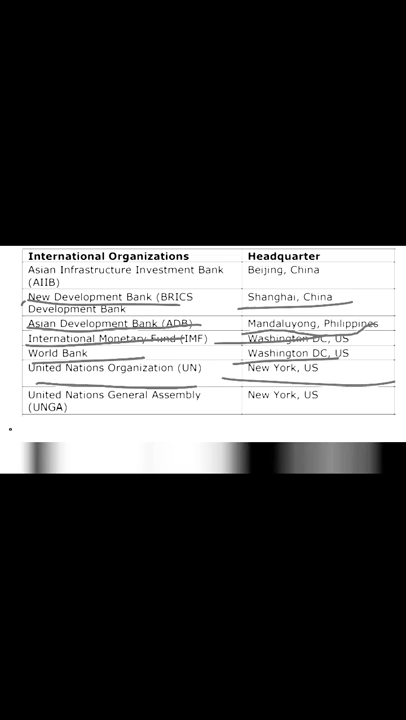 International Organizations Headquarter
Asian Infrastructure Investment Bank Beijing, China
(AIIB)
New Development Bank (BRICS Shanghai, China
Development Bank
Asian Development Bank (ADB) Mandaluyong, Philippines
International Monetary Fund (IMF) Washington DC, US
World Bank Washington DC, US
United Nations Organization (UN) New York, US
United Nations General Assembly New York, US
(UNGA)